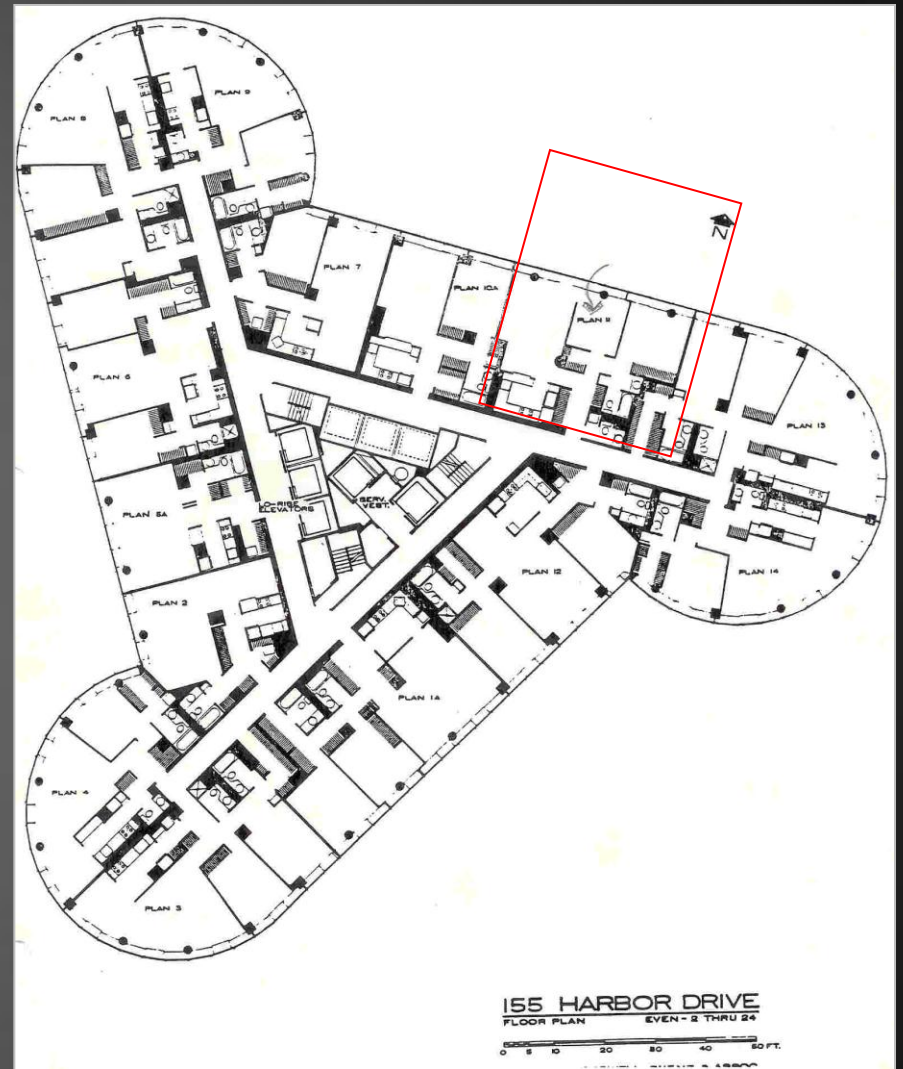 PLAN 9
PLAN 8
N
PLAN 7
PLAN 10A
PLAN
PLAN 6
PLAN 13
LO-RISE
ELEVATORS
SERV.
VEST.
PLAN 5A
PLAN 12
PLAN 14
PLAN 2
PLAN 1A
PLAN 4
PLAN 3
155 HARBOR DRIVE
FLOOR PLAN EVEN - 2 THRU 24
0 5 10 20 30 40 50 FT.